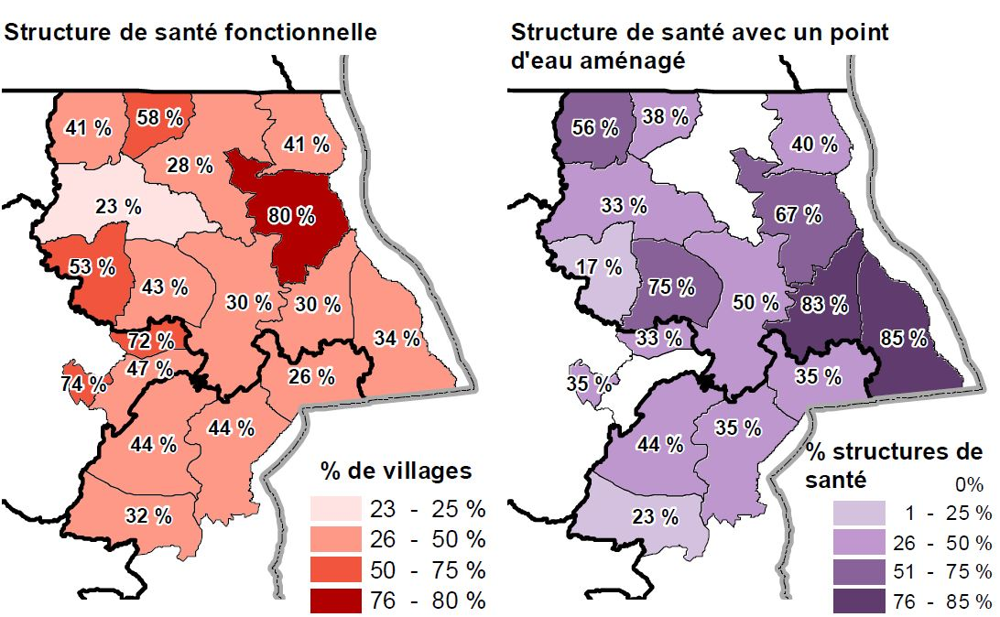 Structure de santé fonctionnelle
41 %
58 %
28 %
41 %
23 %
80 %
53 %
43 %
30 %
30 %
72 %
34 %
47 %
74 %
26 %
44 %
44 %
32 %
% de villages
23 - 25 %
26 - 50 %
50 - 75 %
76 - 80 %
Structure de santé avec un point
d'eau aménagé
56 %
38 %
40 %
33 %
67 %
17 %
75 %
50 %
83 %
33 %
85 %
35 %
35 %
35 %
44 %
23 %
% structures de
santé
0%
1 - 25 %
26 - 50 %
51 - 75 %
76 - 85 %